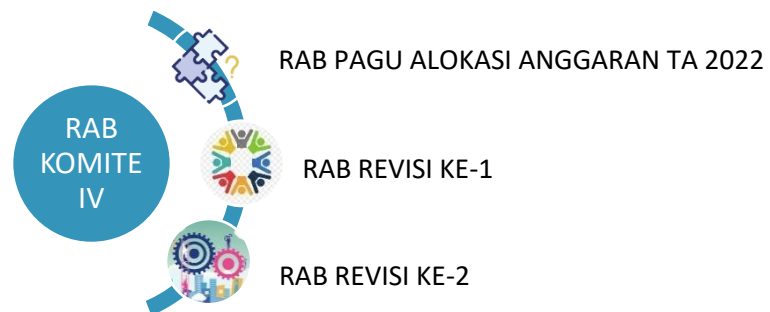 RAB
KOMITE
IV
RAB PAGU ALOKASI ANGGARAN TA 2022
RAB REVISI KE-1
RAB REVISI KE-2